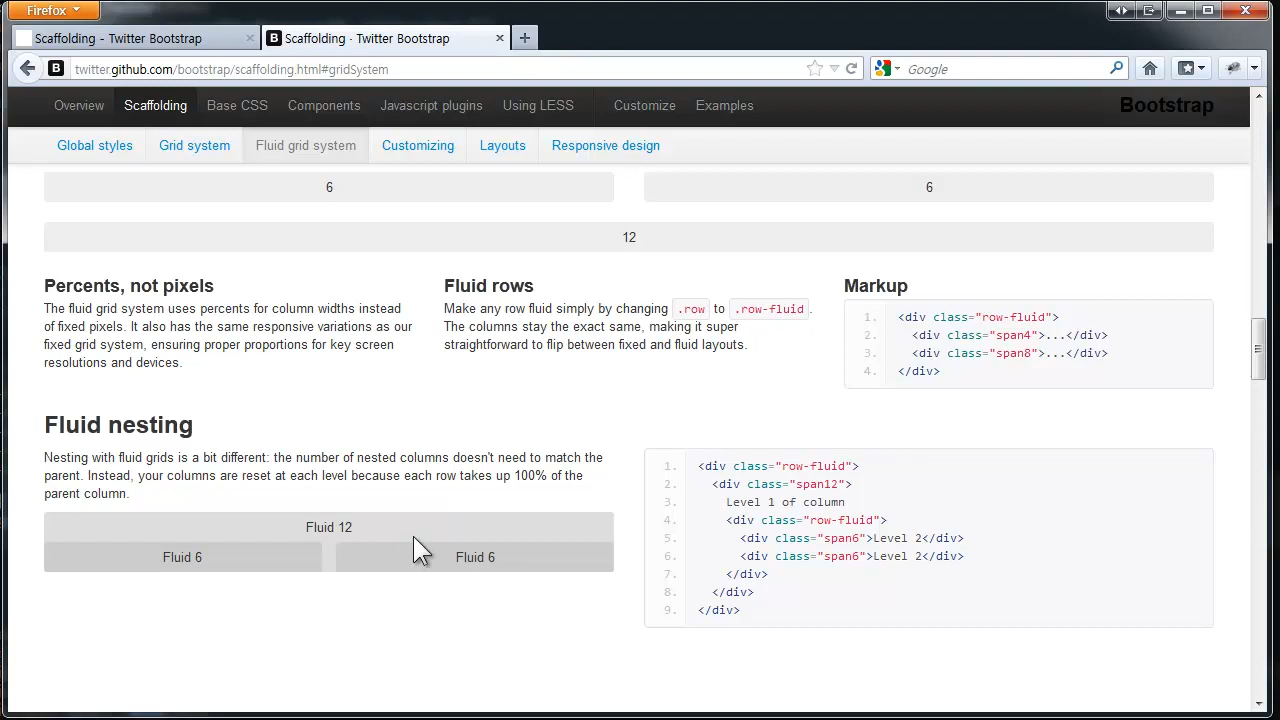 Firefox
Scaffolding - Twitter Bootstrap
B Scaffolding · Twitter Bootstrap
B twitter.github.com/bootstrap/scaffolding.html#gridSystem
Google
Overview Scaffolding Base CSS Components Javascript plugins Using LESS Customize Examples Bootstrap
Global styles Grid system Fluid grid system Customizing Layouts Responsive design
6 6
12
Percents, not pixels
The fluid grid system uses percents for column widths instead
of fixed pixels. It also has the same responsive variations as our
fixed grid system, ensuring proper proportions for key screen
resolutions and devices.
Fluid rows
Make any row fluid simply by changing .row to .row-fluid.
The columns stay the exact same, making it super
straightforward to flip between fixed and fluid layouts.
Markup
1. <div class="row-fluid">
2. <div class="span4">...</div>
3. <div class="span8">...</div>
4. </div>
Fluid nesting
Nesting with fluid grids is a bit different: the number of nested columns doesn't need to match the
parent. Instead, your columns are reset at each level because each row takes up 100% of the
parent column.
Fluid 12
Fluid 6 Fluid 6
1. <div class="row-fluid">
2. <div class="span12">
3. Level 1 of column
4. <div class="row-fluid">
5. <div class="span6">Level 2</div>
6. <div class="span6">Level 2</div>
7. </div>
8. </div>
9. </div>